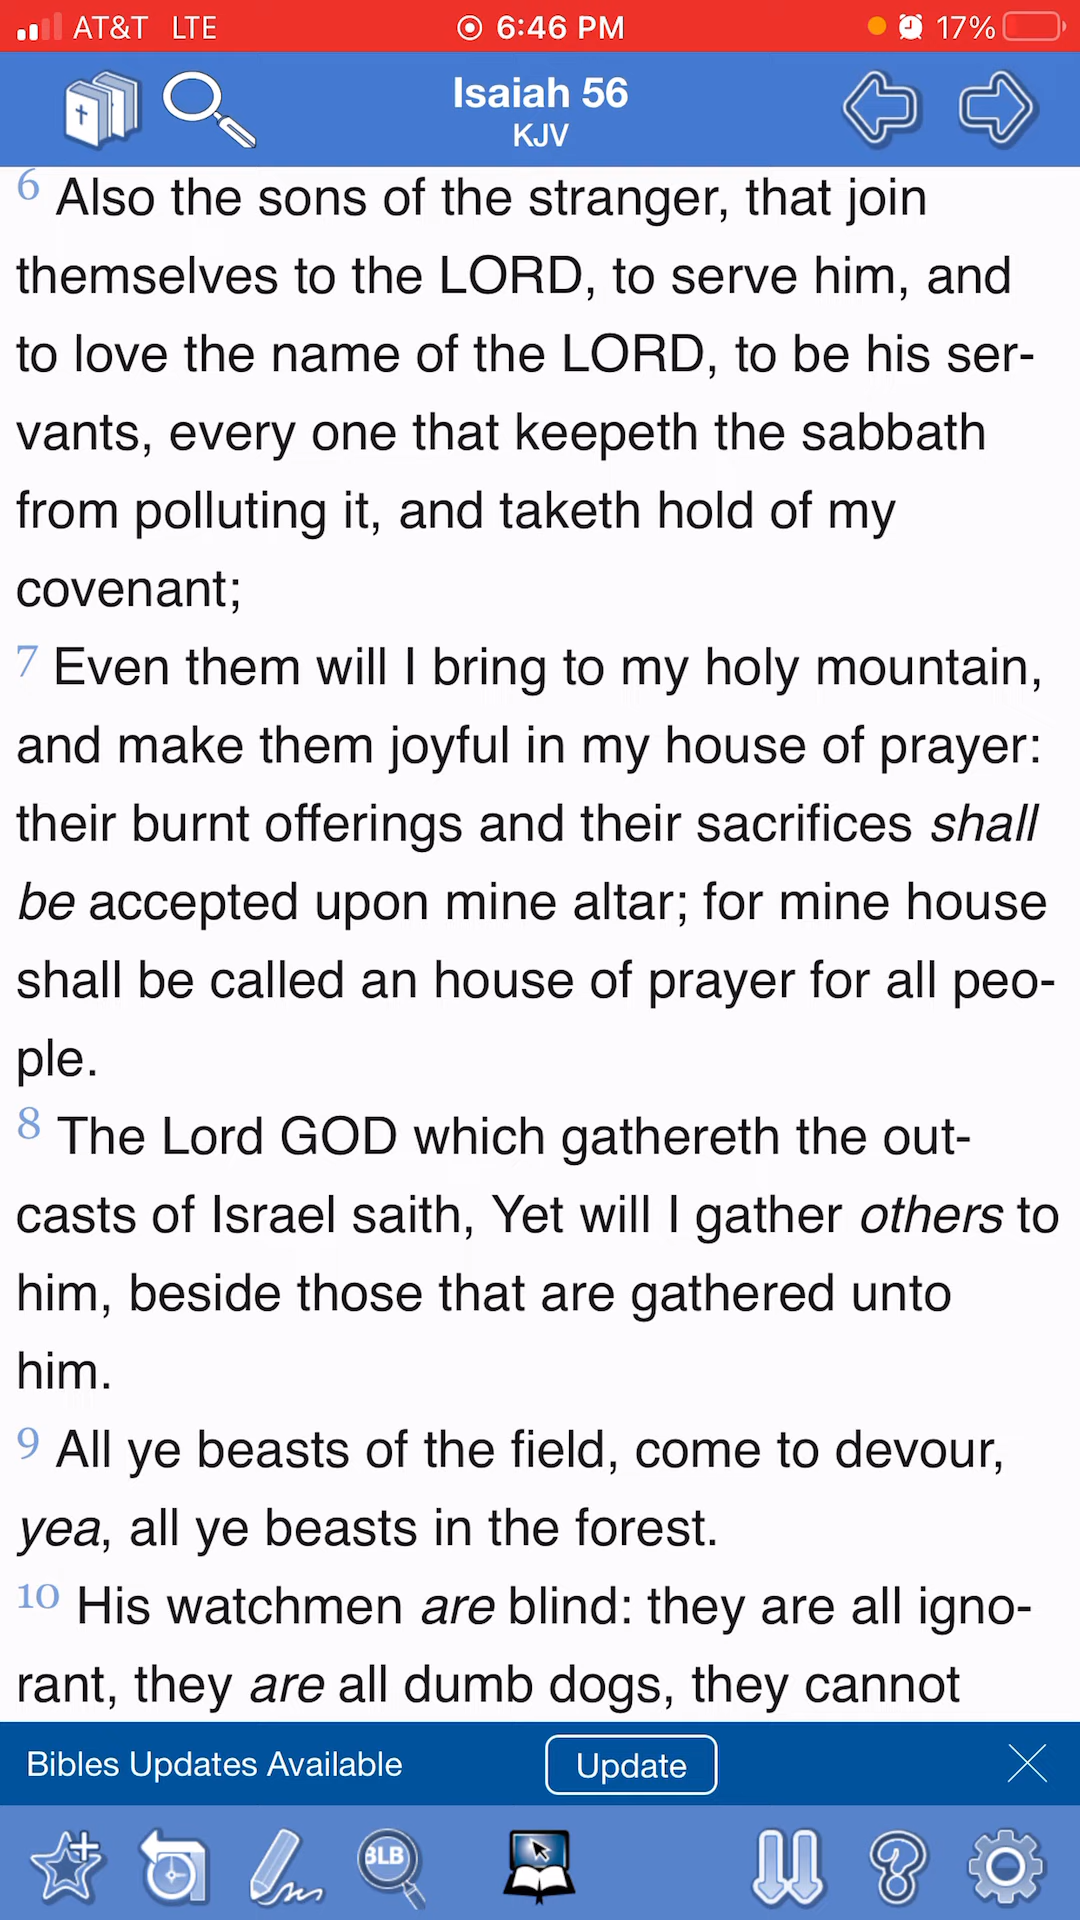 AT&T LTE 6:46 PM 17%
Isaiah 56
KJV
6 Also the sons of the stranger, that join
themselves to the LORD, to serve him, and
to love the name of the LORD, to be his ser-
vants, every one that keepeth the sabbath
from polluting it, and taketh hold of my
covenant;
7 Even them will I bring to my holy mountain,
and make them joyful in my house of prayer:
their burnt offerings and their sacrifices shall
be accepted upon mine altar; for mine house
shall be called an house of prayer for all peo-
ple.
8 The Lord GOD which gathereth the out-
casts of Israel saith, Yet will I gather others to
him, beside those that are gathered unto
him.
9 All ye beasts of the field, come to devour,
yea, all ye beasts in the forest.
10 His watchmen are blind: they are all igno-
rant, they are all dumb dogs, they cannot
Bibles Updates Available Update
BLB